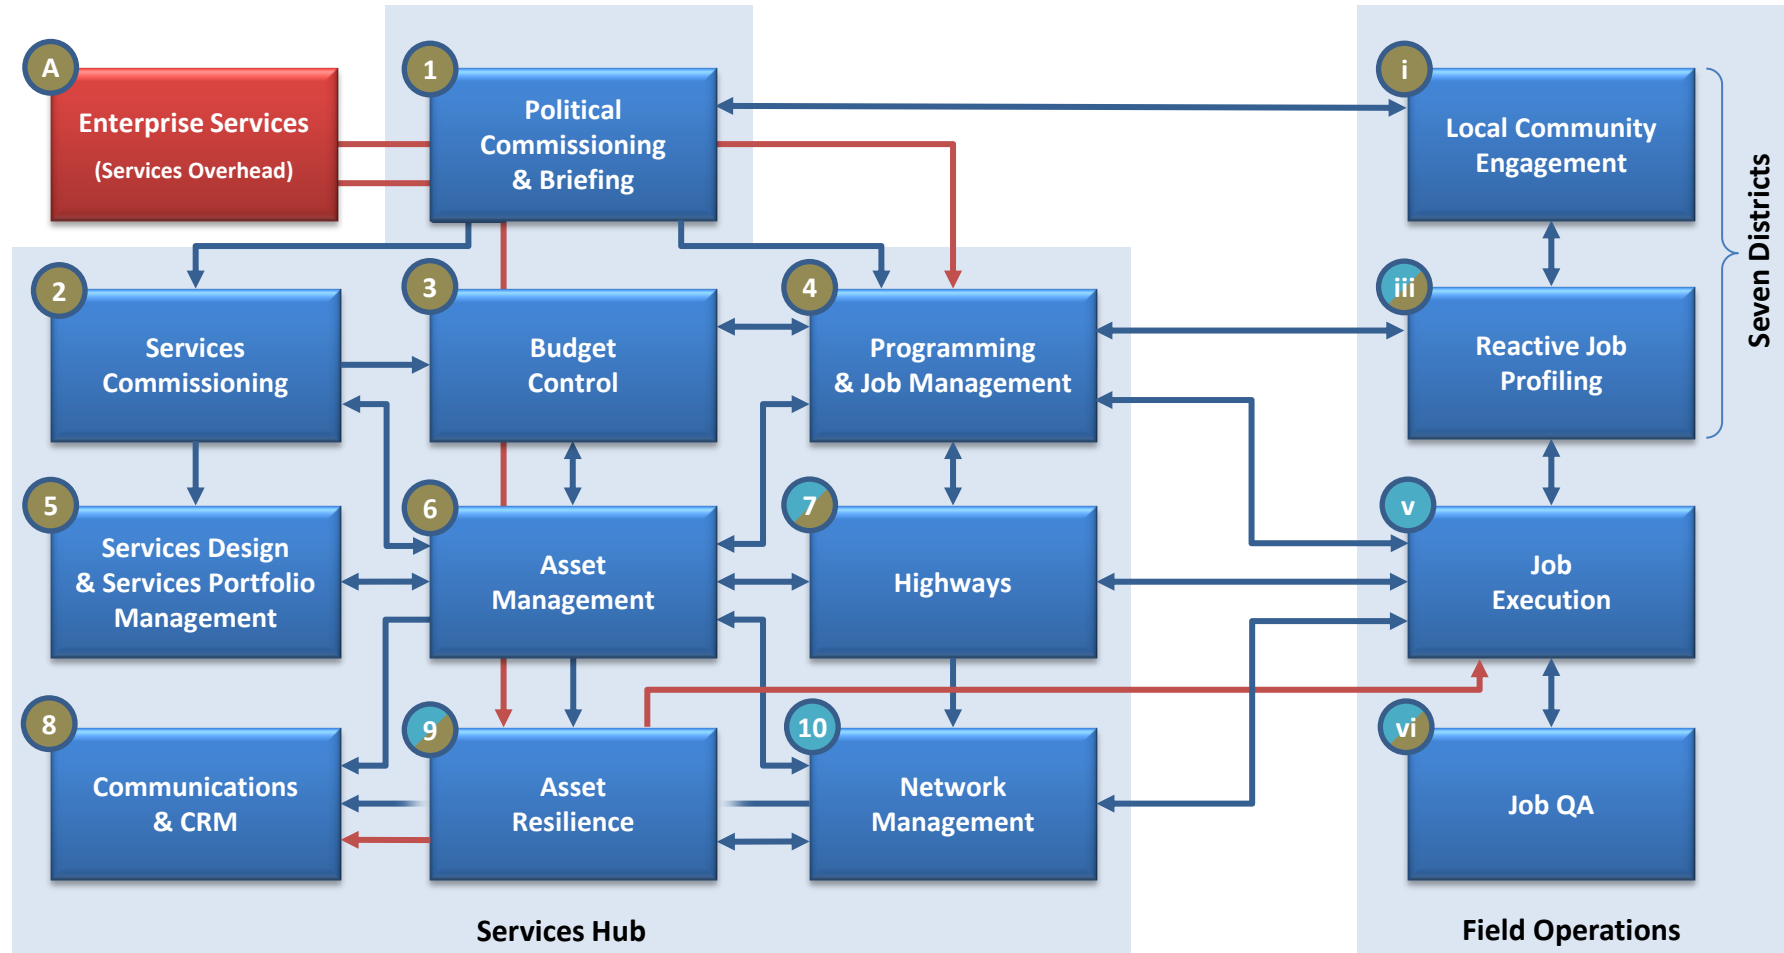 A
Enterprise Services
(Services Overhead)
1
Political
Commissioning
& Briefing
i
Local Community
Engagement
Seven Districts
2
Services
Commissioning
3
Budget
Control
4
Programming
& Job Management
iii
Reactive Job
Profiling
5
Services Design
& Services Portfolio
Management
6
Asset
Management
7
Highways
v
Job
Execution
8
Communications
& CRM
9
Asset
Resilience
10
Network
Management
vi
Job QA
Services Hub
Field Operations